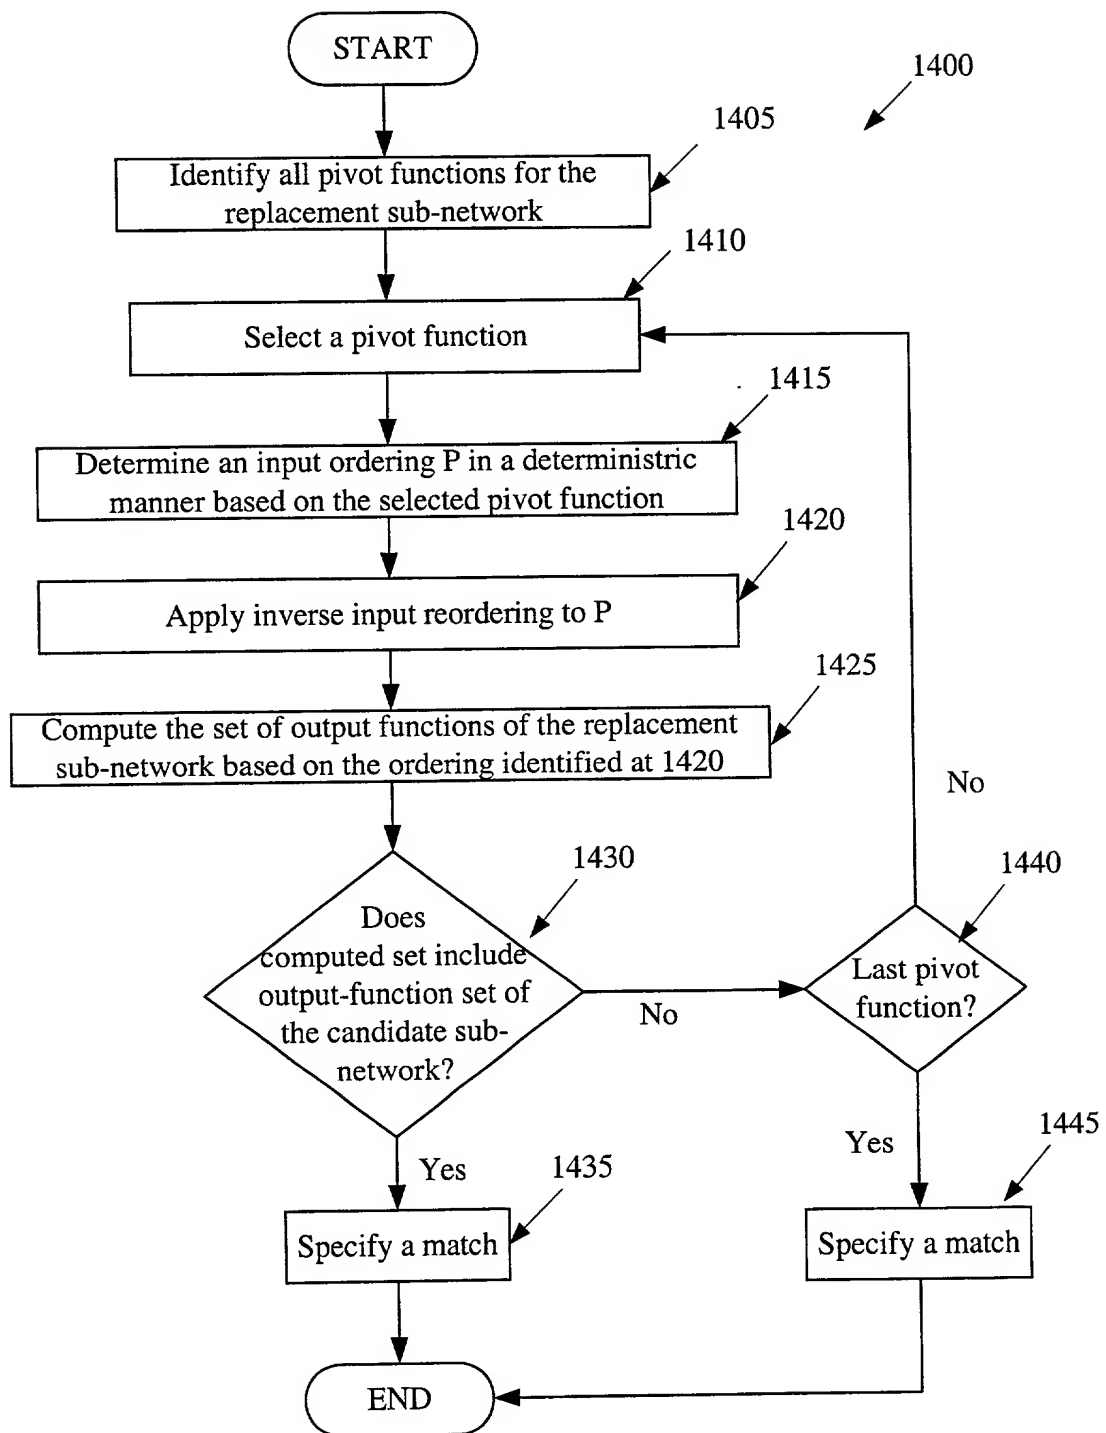 START
1400
1405
Identify all pivot functions for the
replacement sub-network
1410
Select a pivot function
1415
Determine an input ordering P in a deterministric
manner based on the selected pivot function
1420
Apply inverse input reordering to P
1425
Compute the set of output functions of the replacement
sub-network based on the ordering identified at 1420
No
1430
Does
computed set include
output-function set of
the candidate sub-
network?
No
1440
Last pivot
function?
Yes
1435
Specify a match
Yes
1445
Specify a match
END